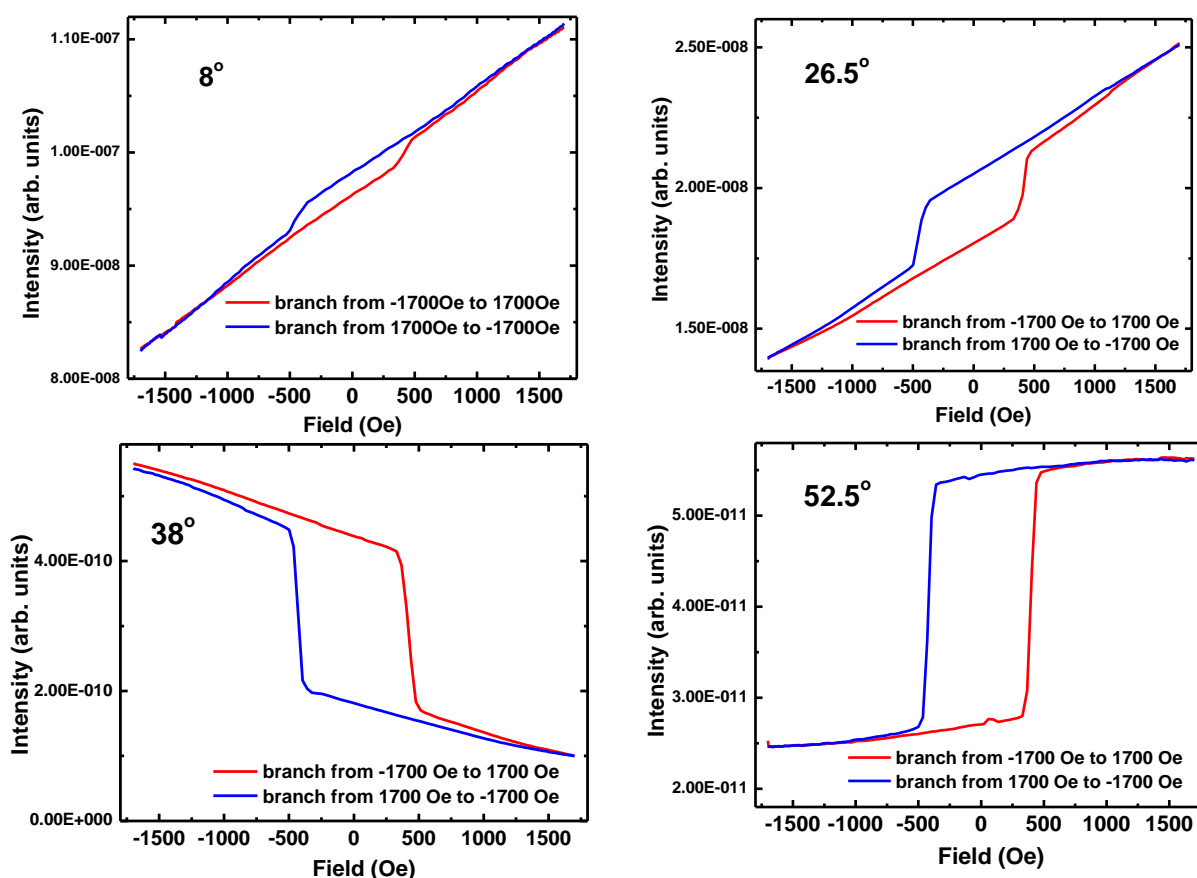 8°
Intensity (arb. units)
1.10E-007
1.00E-007
9.00E-008
8.00E-008
branch from -1700Oe to 1700Oe
branch from 1700Oe to -1700Oe
-1500 -1000 -500 0 500 1000 1500
Field (Oe)
26.5°
Intensity (arb. units)
2.50E-008
2.00E-008
1.50E-008
branch from -1700 Oe to 1700 Oe
branch from 1700 Oe to -1700 Oe
-1500 -1000 -500 0 500 1000 1500
Field (Oe)
38°
Intensity (arb. units)
4.00E-010
2.00E-010
0.00E+000
branch from -1700 Oe to 1700 Oe
branch from 1700 Oe to -1700 Oe
-1500 -1000 -500 0 500 1000 1500
Field (Oe)
52.5°
Intensity (arb. units)
5.00E-011
4.00E-011
3.00E-011
2.00E-011
branch from -1700 Oe to 1700 Oe
branch from 1700 Oe to -1700 Oe
-1500 -1000 -500 0 500 1000 1500
Field (Oe)